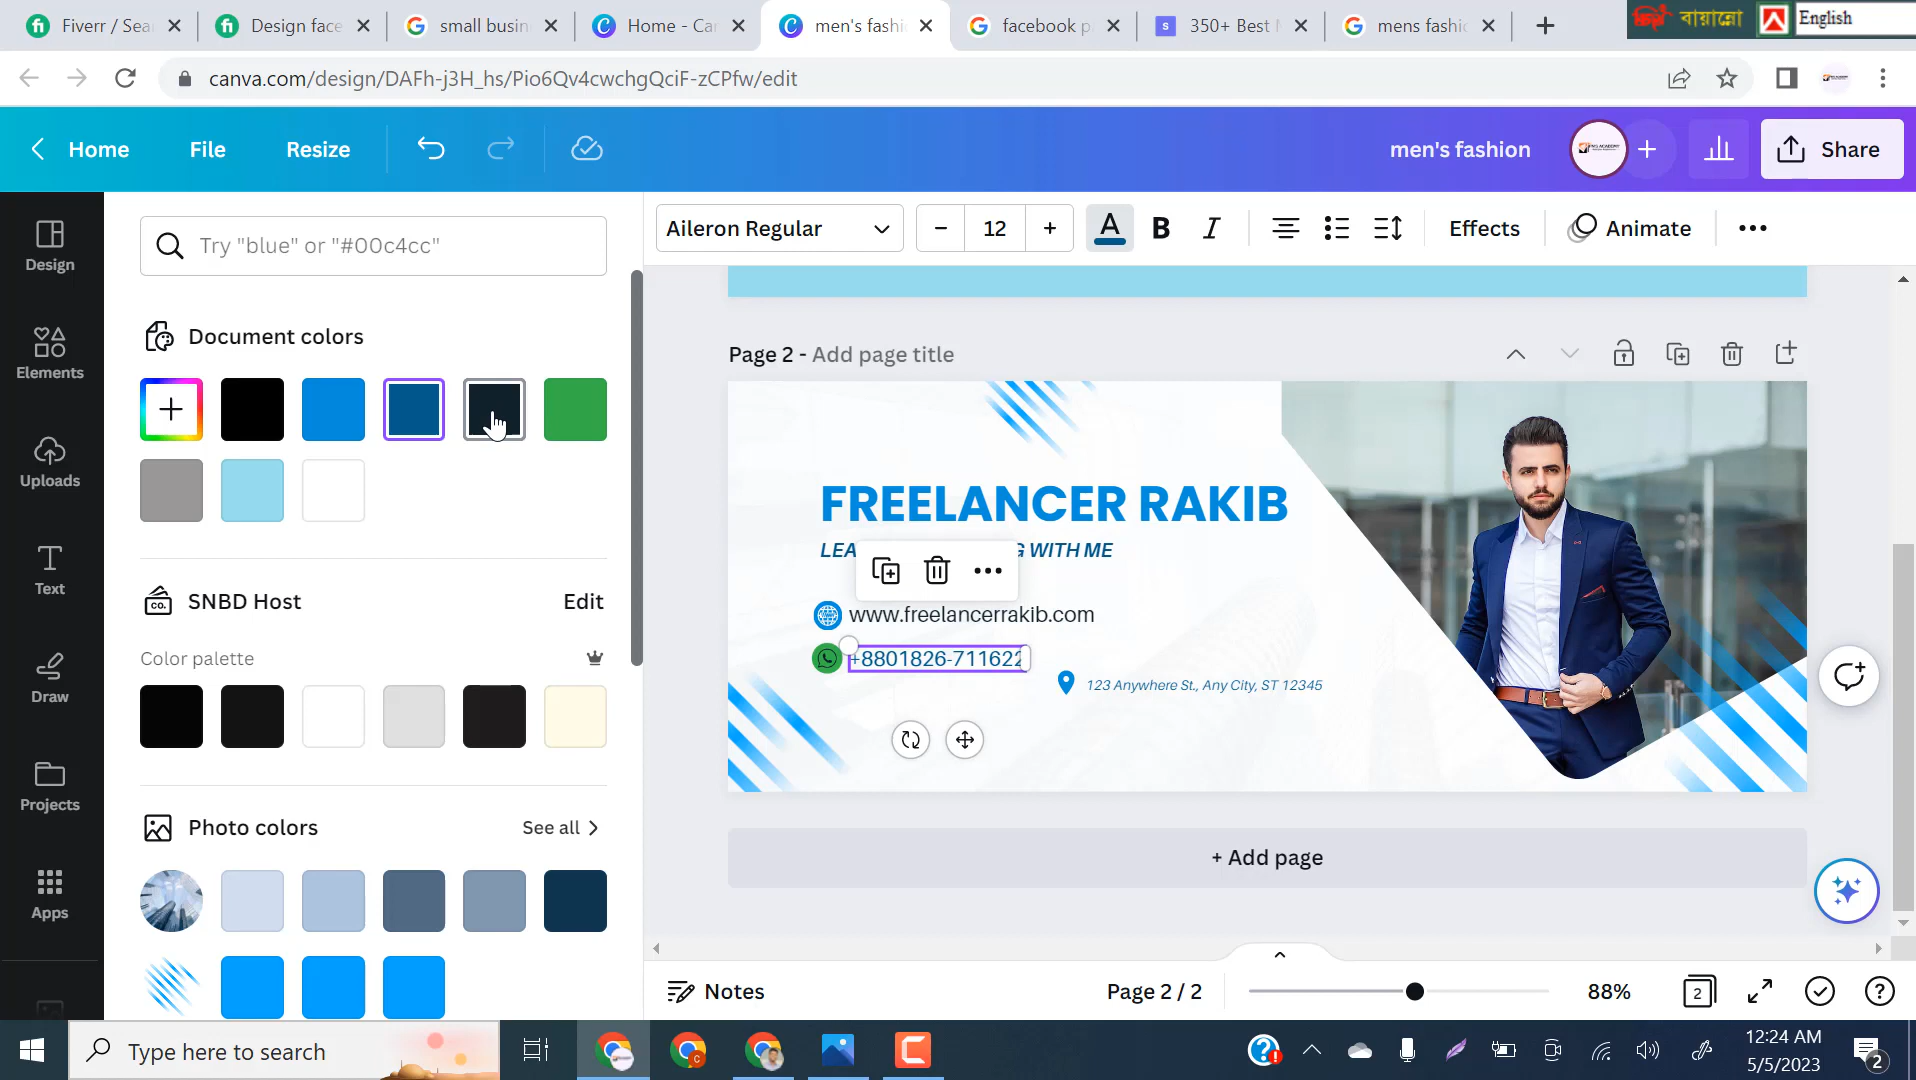 Fiverr / Sea
Design face
small busin
Home - Ca
men's fashi
facebook p
350+ Best
mens fashic
বায়ান্নো
English
canva.com/design/DAFh-j3H_hs/Pio6Qv4cwchgQciF-zCPfw/edit
Home
File
Resize
men's fashion
Share
Design
Elements
Uploads
Text
Draw
Projects
Apps
Try "blue" or "#00c4cc"
Document colors
SNBD Host
Edit
Color palette
Photo colors
See all
Aileron Regular
12
A
B
I
Effects
Animate
Page 2 - Add page title
FREELANCER RAKIB
LEA
G WITH ME
www.freelancerrakib.com
+8801826-711622
123 Anywhere St., Any City, ST 12345
+ Add page
Notes
Page 2 / 2
88%
2
Type here to search
12:24 AM
5/5/2023
2